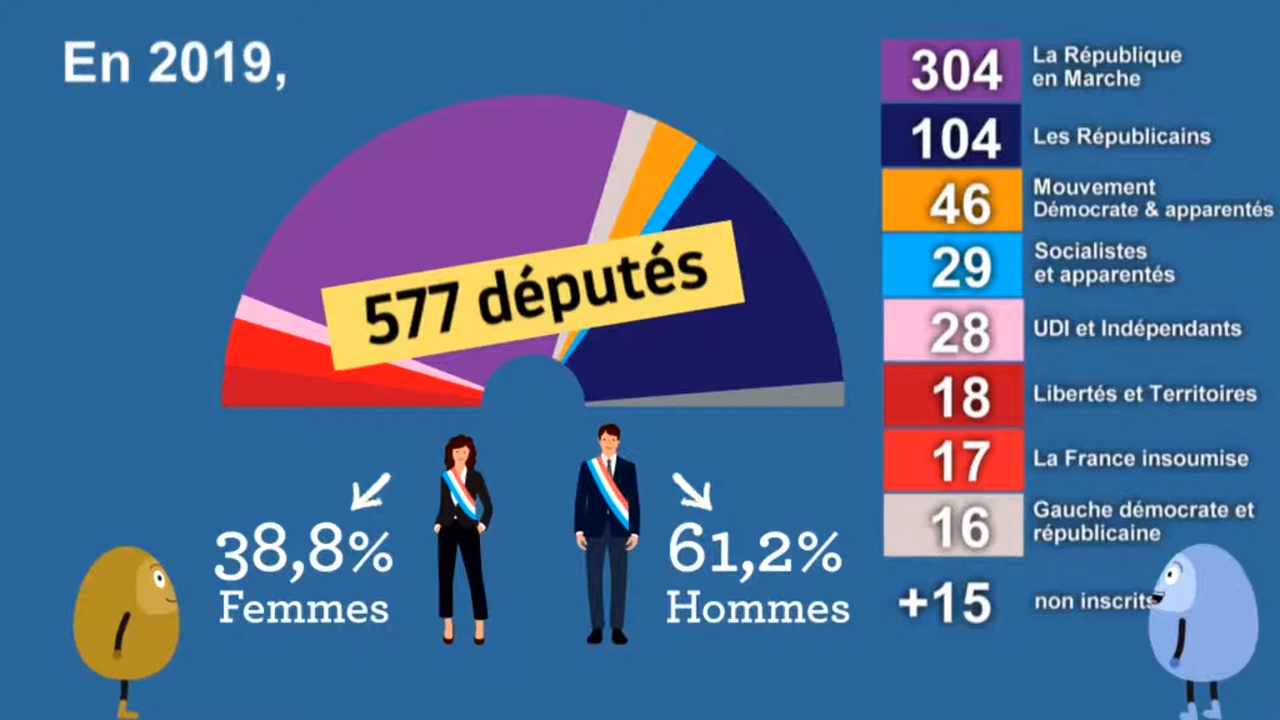 En 2019,
577 députés
38,8%
Femmes
61,2%
Hommes
304 La République
en Marche
104 Les Républicains
46 Mouvement
Démocrate & apparentés
29 Socialistes
et apparentés
28 UDI et Indépendants
18 Libertés et Territoires
17 La France insoumise
16 Gauche démocrate et
républicaine
+15 non inscrits